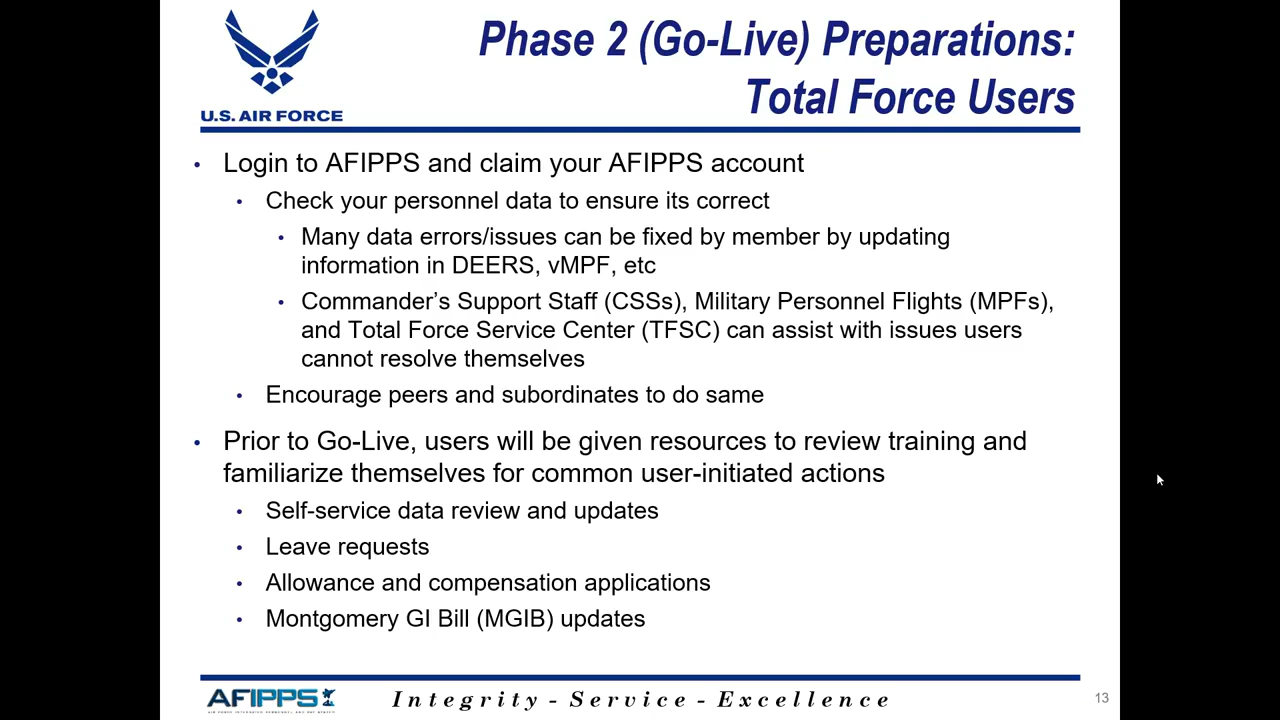 Phase 2 (Go-Live) Preparations:
Total Force Users
U.S. AIR FORCE
• Login to AFIPPS and claim your AFIPPS account
• Check your personnel data to ensure its correct
• Many data errors/issues can be fixed by member by updating
information in DEERS, vMPF, etc
• Commander’s Support Staff (CSSs), Military Personnel Flights (MPFs),
and Total Force Service Center (TFSC) can assist with issues users
cannot resolve themselves
• Encourage peers and subordinates to do same
• Prior to Go-Live, users will be given resources to review training and
familiarize themselves for common user-initiated actions
• Self-service data review and updates
• Leave requests
• Allowance and compensation applications
• Montgomery GI Bill (MGIB) updates
AFIPPS
Integrity - Service - Excellence
13